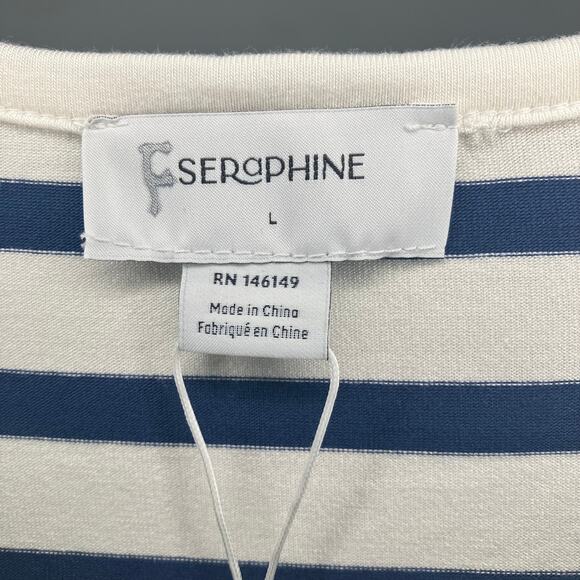 SERaPHINE
L
RN 146149
Made in China
Fabriqué en Chine